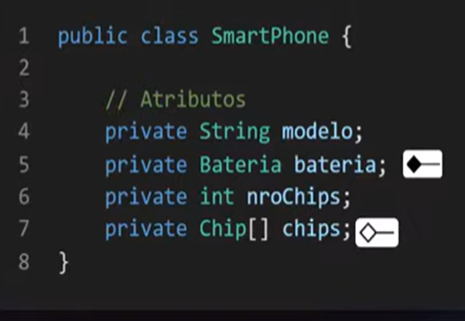 1 public class SmartPhone {
2
3 // Atributos
4 private String modelo;
5 private Bateria bateria;
6 private int nroChips;
7 private Chip[] chips;
8 }